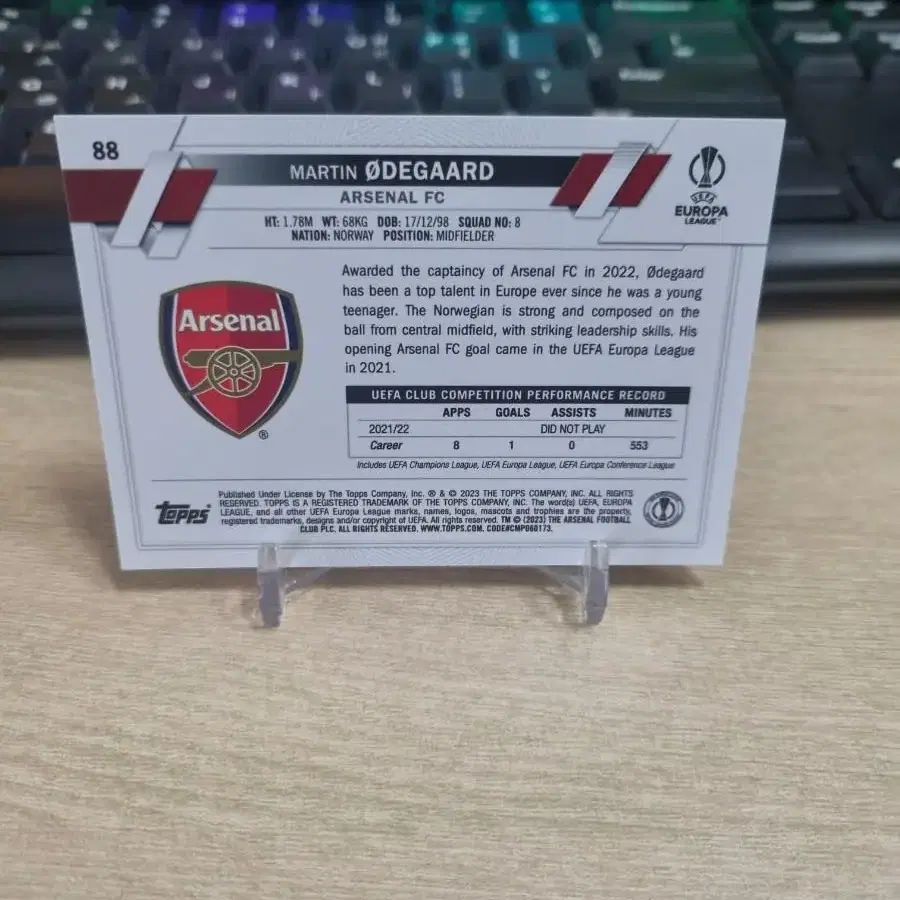 88
MARTIN ØDEGAARD
ARSENAL FC
HT: 1.78M WT: 68KG DOB: 17/12/98 SQUAD NO: 8
NATION: NORWAY POSITION: MIDFIELDER
UEFA
EUROPA
LEAGUE™
Arsenal
®
Awarded the captaincy of Arsenal FC in 2022, Ødegaard
has been a top talent in Europe ever since he was a young
teenager. The Norwegian is strong and composed on the
ball from central midfield, with striking leadership skills. His
opening Arsenal FC goal came in the UEFA Europa League
in 2021.
UEFA CLUB COMPETITION PERFORMANCE RECORD
APPS GOALS ASSISTS MINUTES
2021/22 DID NOT PLAY
Career 8 1 0 553
Includes UEFA Champions League, UEFA Europa League, UEFA Europa Conference League
topps
Published Under License by The Topps Company, Inc. ® & © 2023 THE TOPPS COMPANY, INC. ALL RIGHTS
RESERVED. TOPPS IS A REGISTERED TRADEMARK OF THE TOPPS COMPANY, INC. The word(s) UEFA, EUROPA
LEAGUE, and all other UEFA Europa League marks, names, logos, mascots and trophies are the property,
registered trademarks, designs and/or copyright of UEFA. All rights reserved. TM © (2023) THE ARSENAL FOOTBALL
CLUB PLC. ALL RIGHTS RESERVED. WWW.TOPPS.COM. CODE#CMP060173.